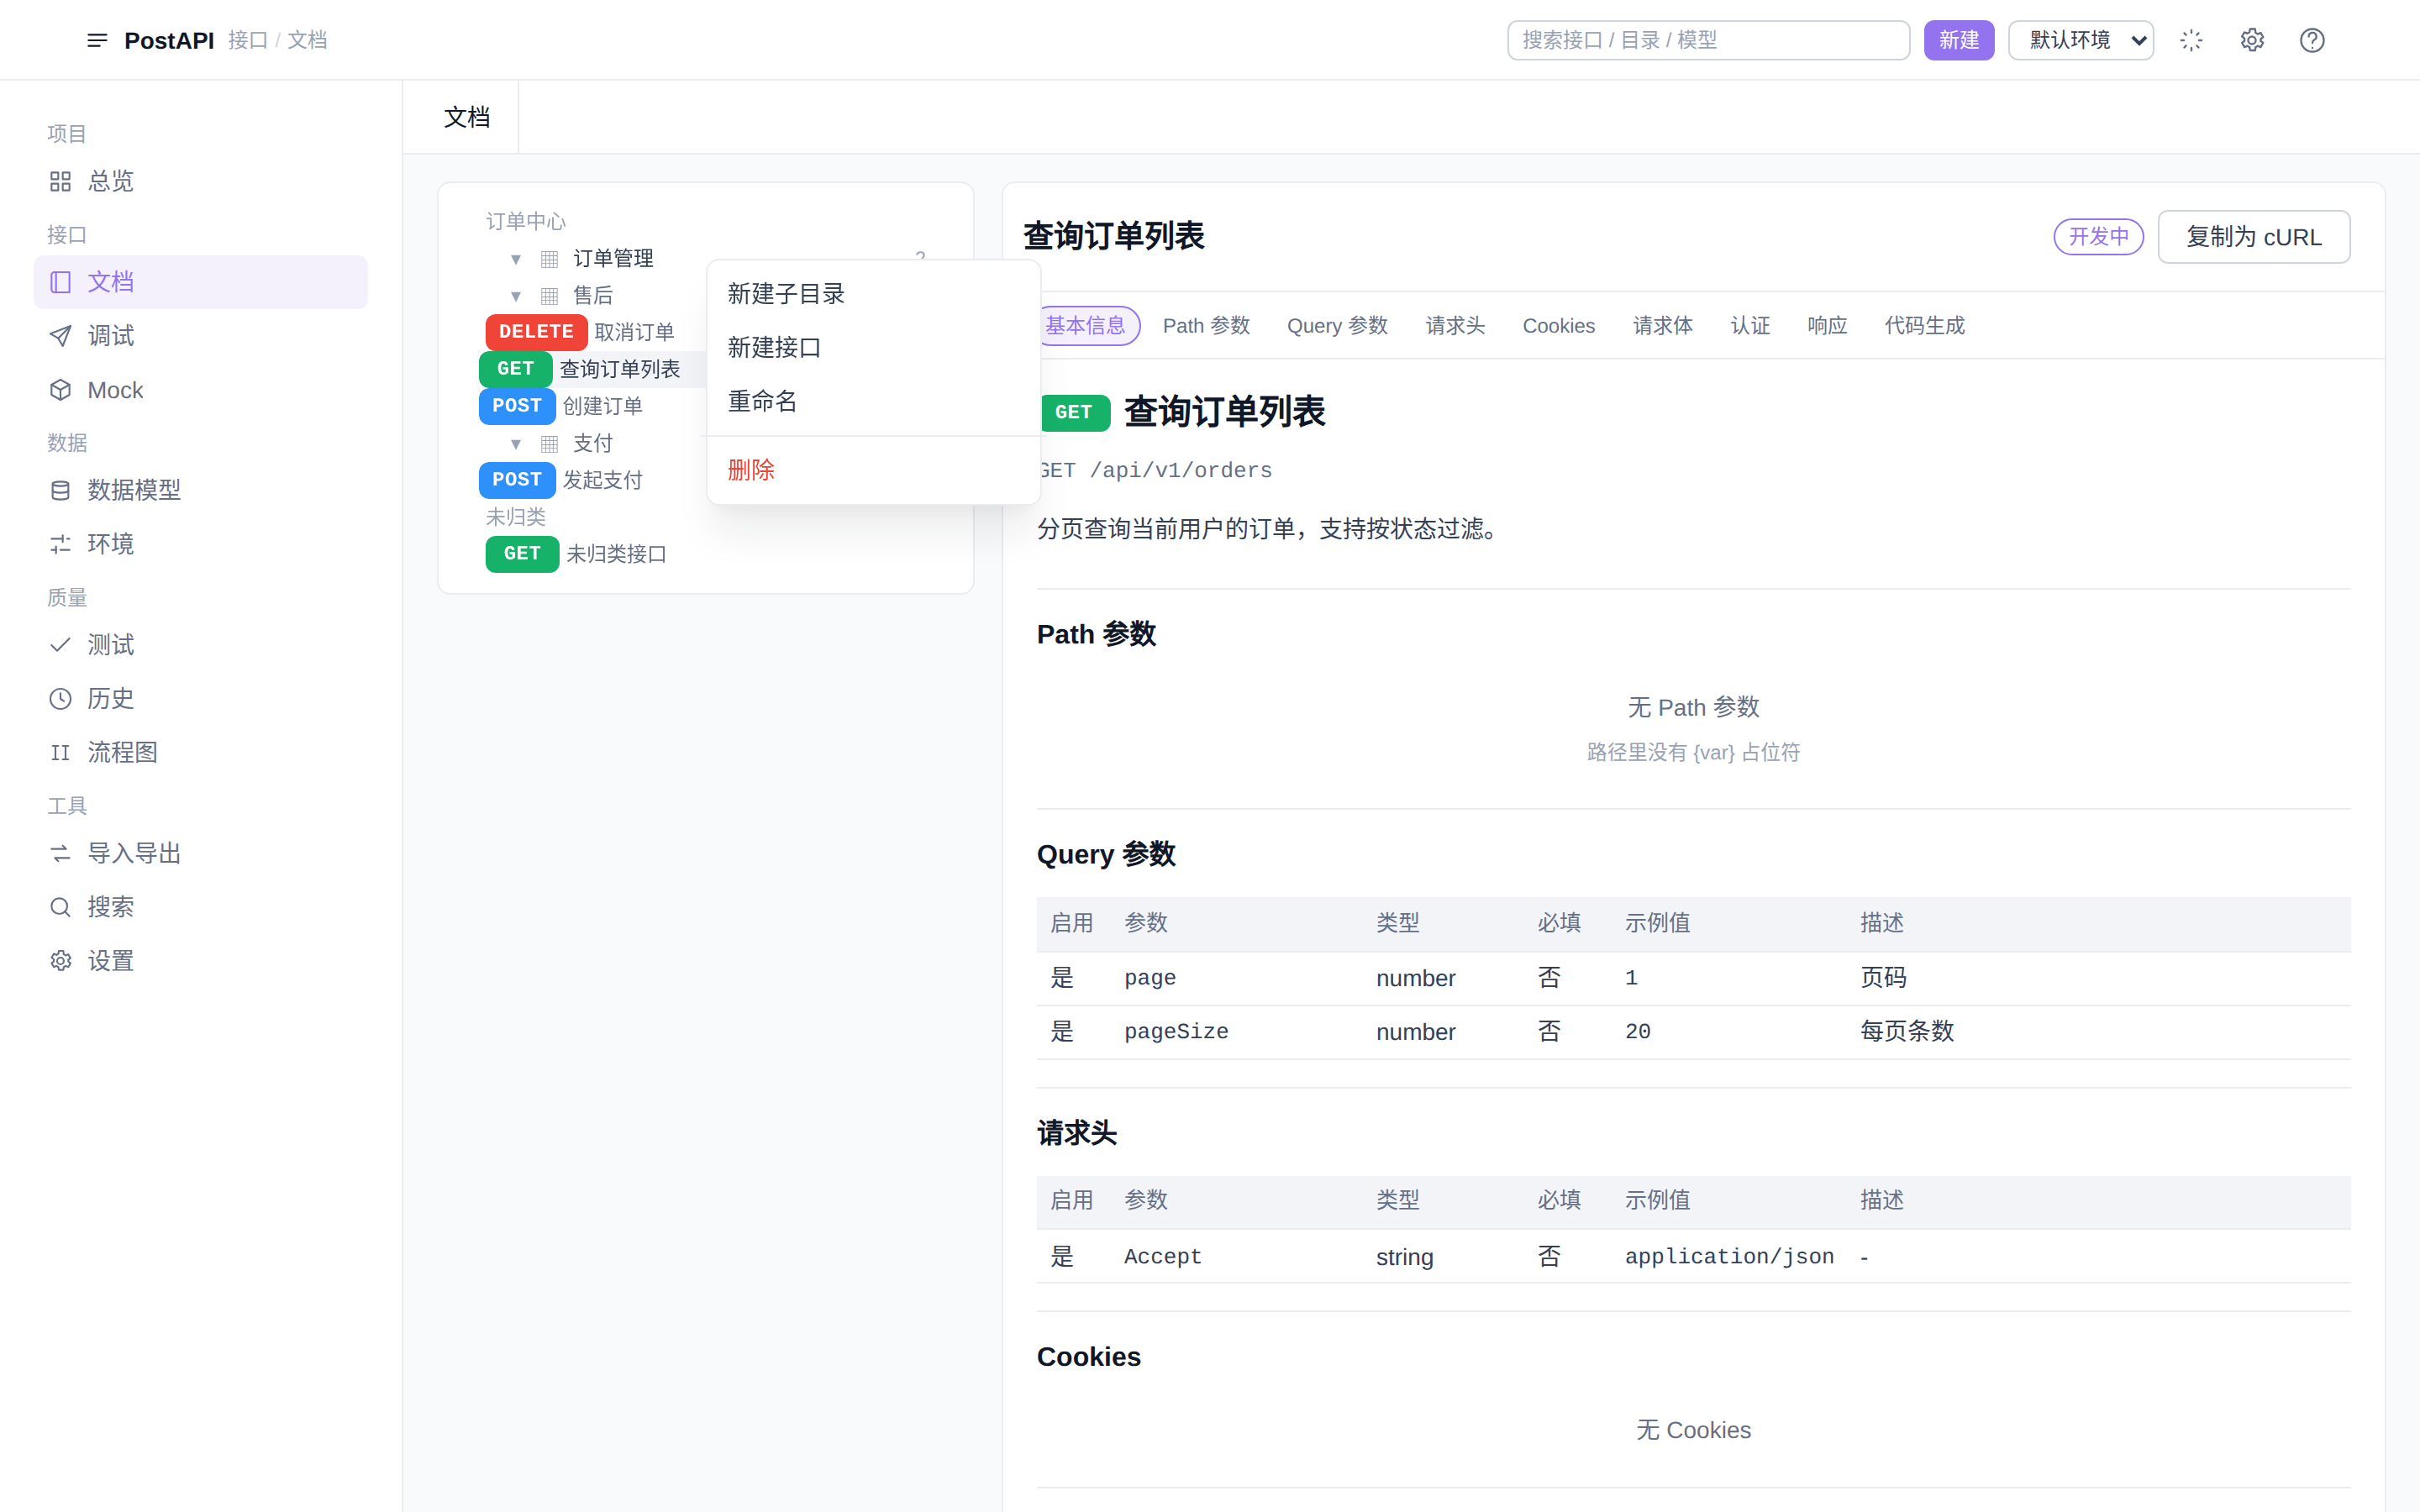 PostAPI 接口 / 文档
搜索接口 / 目录 / 模型
新建
默认环境
项目
总览
接口
文档
调试
Mock
数据
数据模型
环境
质量
测试
历史
流程图
工具
导入导出
搜索
设置
文档
订单中心
▼ 订单管理
▼ 售后
DELETE 取消订单
GET 查询订单列表
POST 创建订单
▼ 支付
POST 发起支付
未归类
GET 未归类接口
新建子目录
新建接口
重命名
删除
查询订单列表
开发中
复制为 cURL
基本信息 Path 参数 Query 参数 请求头 Cookies 请求体 认证 响应 代码生成
GET 查询订单列表
GET /api/v1/orders
分页查询当前用户的订单，支持按状态过滤。
Path 参数
无 Path 参数
路径里没有 {var} 占位符
Query 参数
启用 参数 类型 必填 示例值 描述
是 page number 否 1 页码
是 pageSize number 否 20 每页条数
请求头
启用 参数 类型 必填 示例值 描述
是 Accept string 否 application/json -
Cookies
无 Cookies